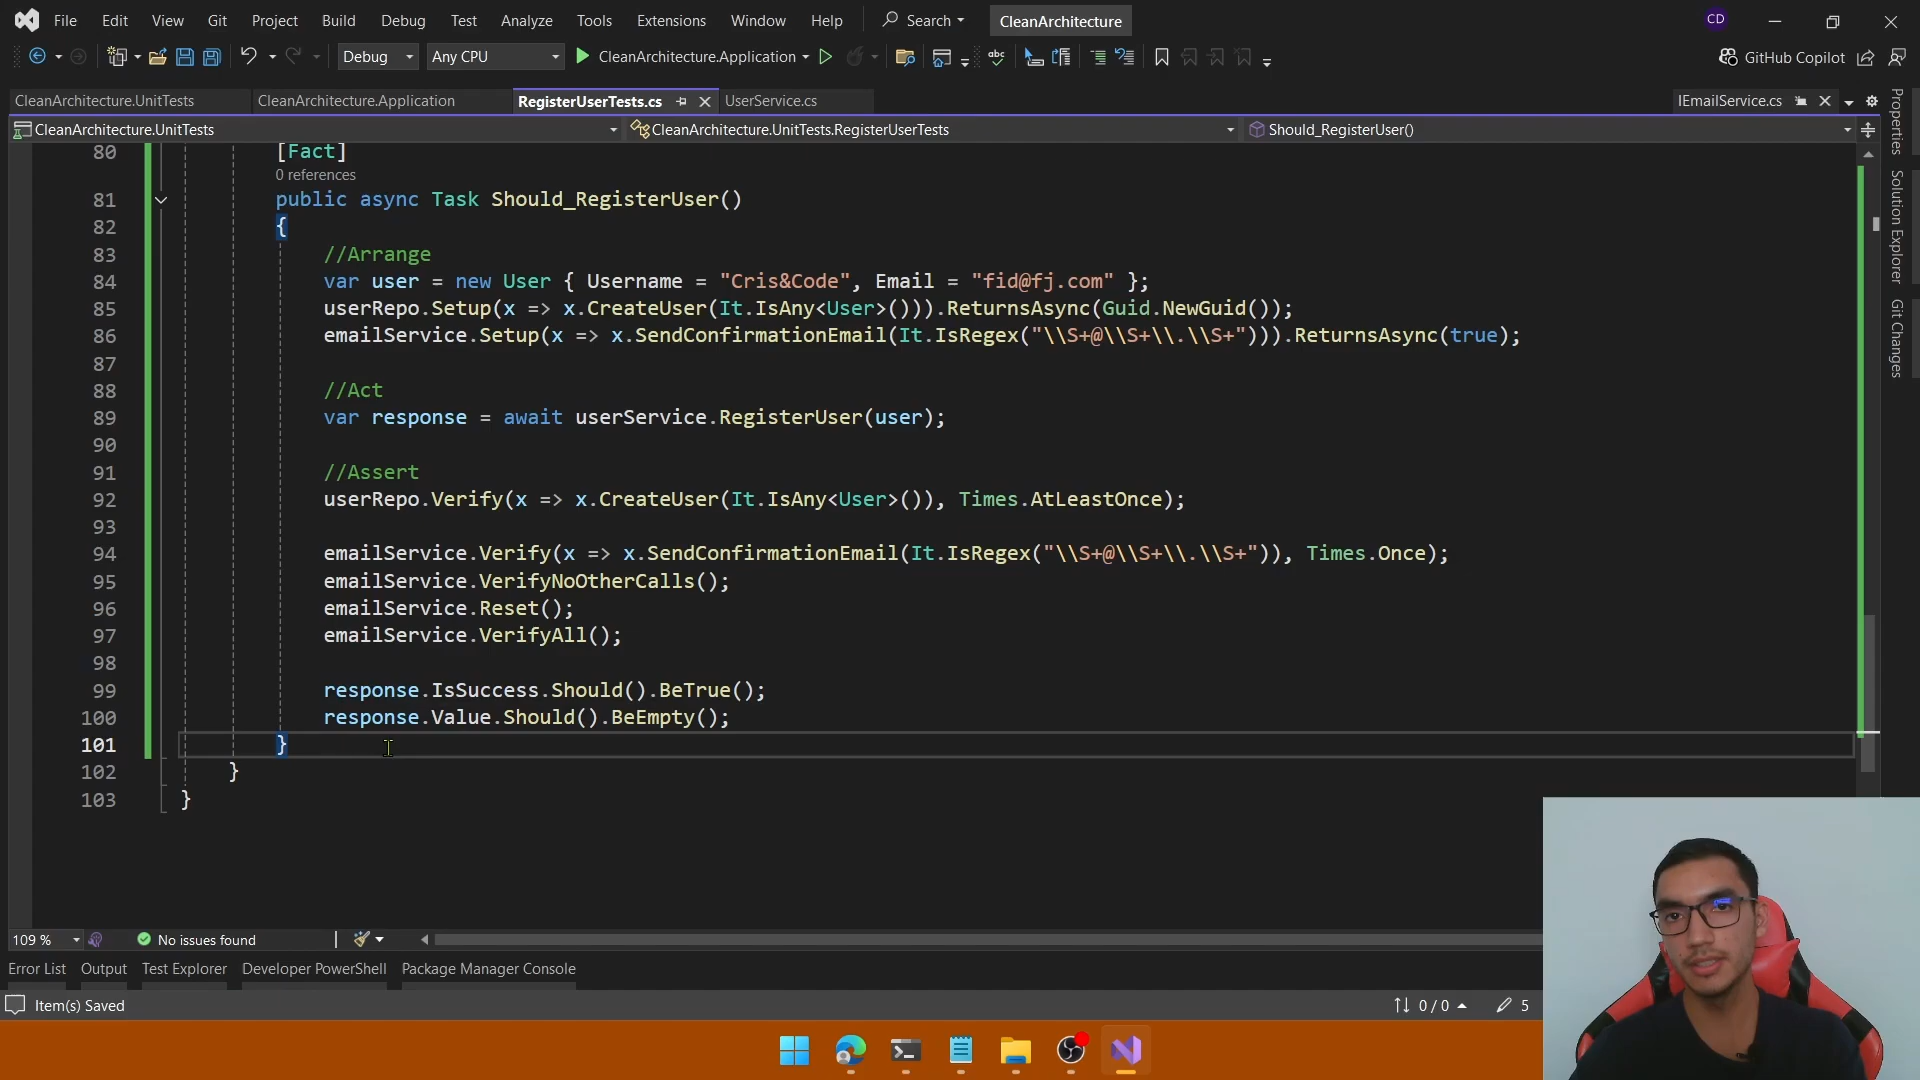 File Edit View Git Project Build Debug Test Analyze Tools Extensions Window Help Search CleanArchitecture CD
Debug Any CPU CleanArchitecture.Application abc GitHub Copilot
CleanArchitecture.UnitTests CleanArchitecture.Application RegisterUserTests.cs UserService.cs IEmailService.cs
CleanArchitecture.UnitTests CleanArchitecture.UnitTests.RegisterUserTests Should_RegisterUser()
80 [Fact]
0 references
81 public async Task Should_RegisterUser()
82 {
83 //Arrange
84 var user = new User { Username = "Cris&Code", Email = "fid@fj.com" };
85 userRepo.Setup(x => x.CreateUser(It.IsAny<User>())).ReturnsAsync(Guid.NewGuid());
86 emailService.Setup(x => x.SendConfirmationEmail(It.IsRegex("\\S+@\\S+\\.\\S+"))).ReturnsAsync(true);
87
88 //Act
89 var response = await userService.RegisterUser(user);
90
91 //Assert
92 userRepo.Verify(x => x.CreateUser(It.IsAny<User>()), Times.AtLeastOnce);
93
94 emailService.Verify(x => x.SendConfirmationEmail(It.IsRegex("\\S+@\\S+\\.\\S+")), Times.Once);
95 emailService.VerifyNoOtherCalls();
96 emailService.Reset();
97 emailService.VerifyAll();
98
99 response.IsSuccess.Should().BeTrue();
100 response.Value.Should().BeEmpty();
101 }
102 }
103 }
Properties
Solution Explorer
Git Changes
109 % No issues found
Error List Output Test Explorer Developer PowerShell Package Manager Console
Item(s) Saved 0 / 0 5